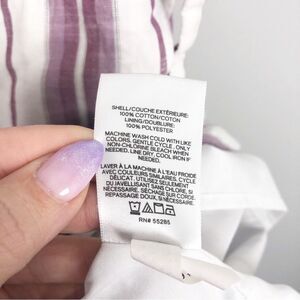 SHELL/COUCHE EXTÉRIEURE:
100% COTTON/COTON
LINING/DOUBLURE:
100% POLYESTER
MACHINE WASH COLD WITH LIKE
COLORS. GENTLE CYCLE. ONLY
NON-CHLORINE BLEACH WHEN
NEEDED. LINE DRY. COOL IRON IF
NEEDED.
LAVER À LA MACHINE À L'EAU FROIDE
AVEC COULEURS SIMILAIRES. CYCLE
DÉLICAT. UTILISEZ SEULEMENT
DU JAVELLISANT SANS CHLORE SI
NÉCESSAIRE. SÉCHAGE SUR CORDE.
REPASSAGE DOUX, SI NÉCESSAIRE.
RN# 55285